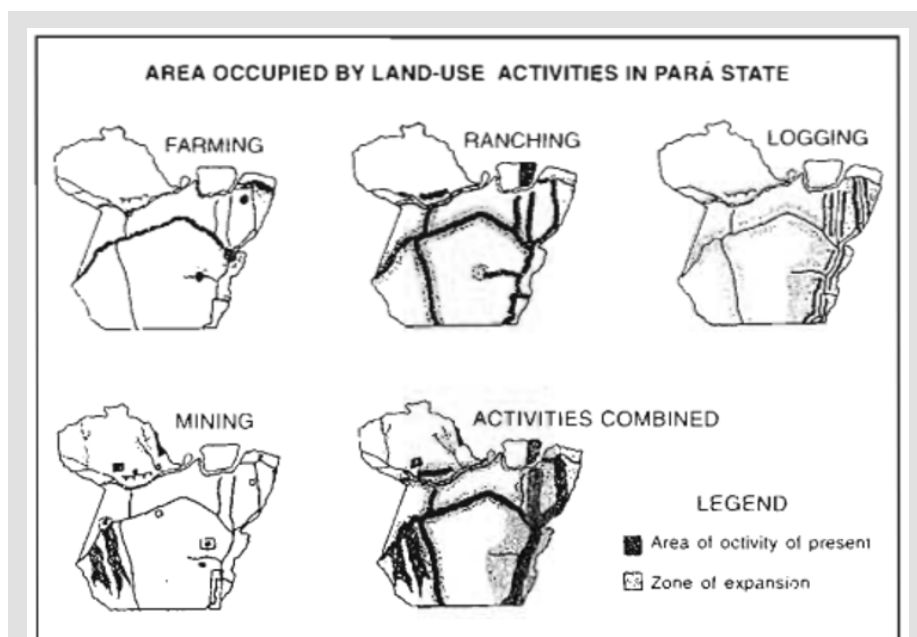 AREA OCCUPIED BY LAND-USE ACTIVITIES IN PARÁ STATE
FARMING
RANCHING
LOGGING
MINING
ACTIVITIES COMBINED
LEGEND
Area of octivity of present
Zone of expansion